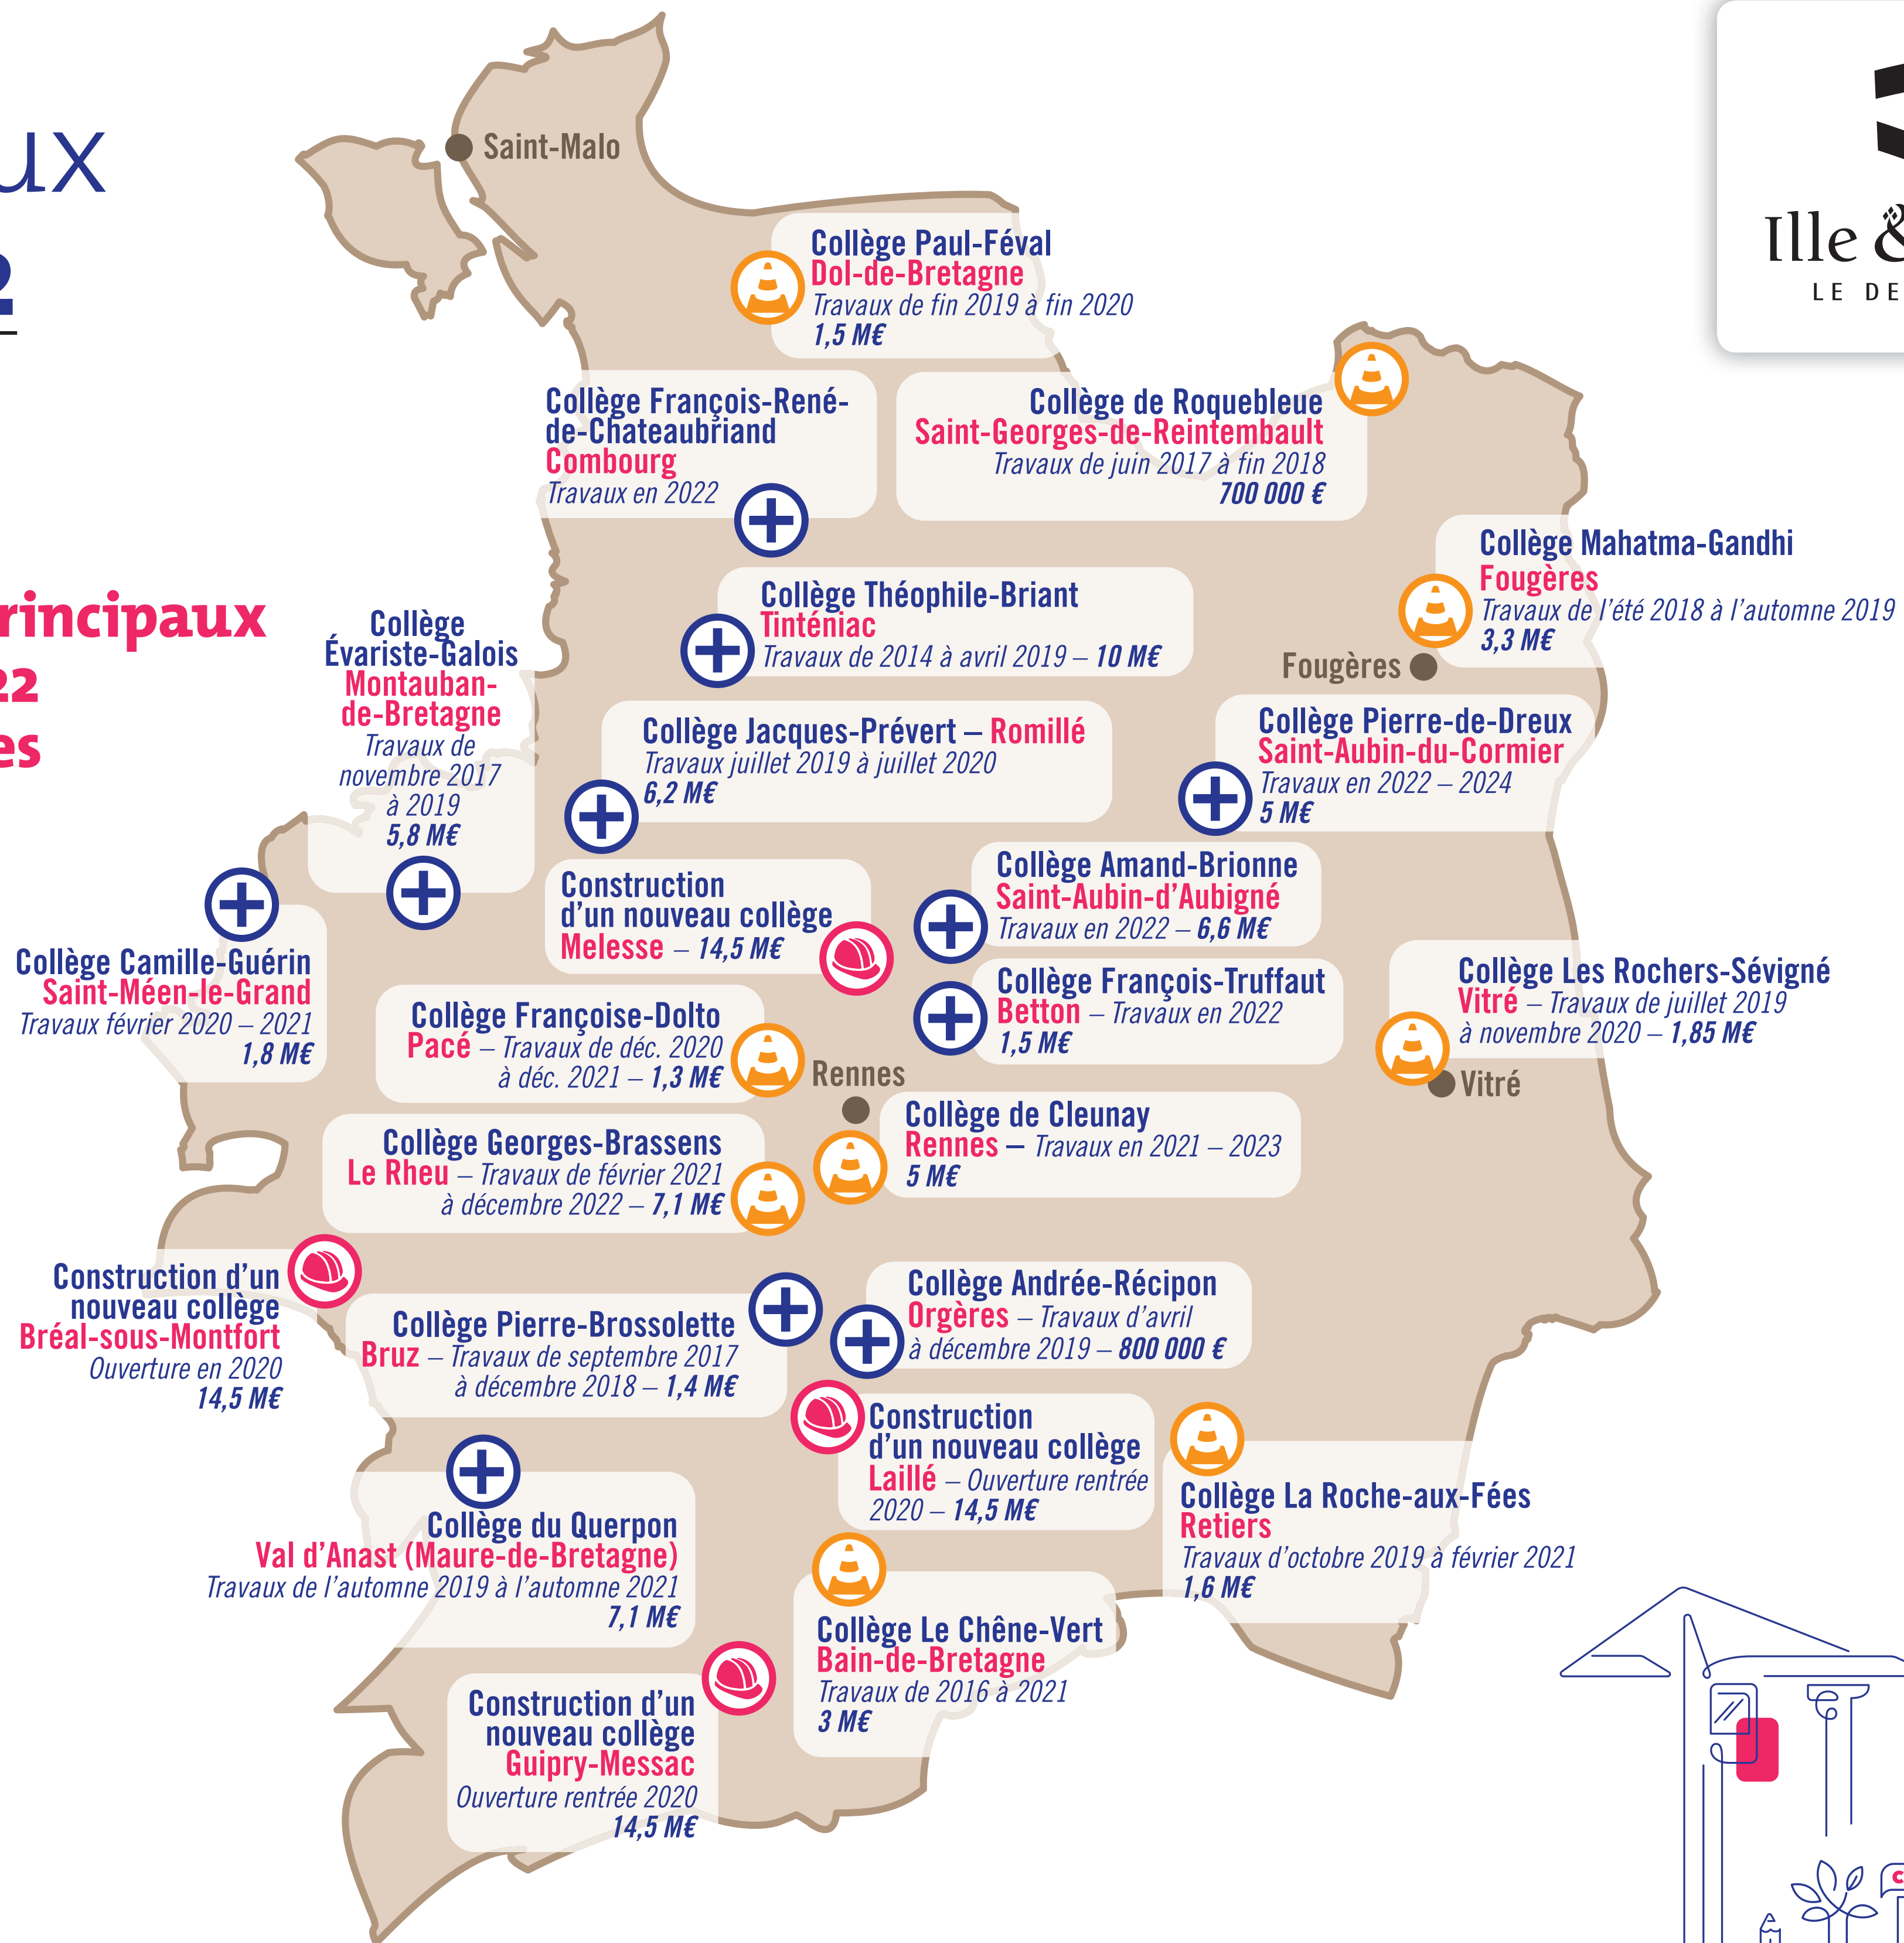 Saint-Malo
Collège Paul-Féval
Dol-de-Bretagne
Travaux de fin 2019 à fin 2020
1,5 M€
Ille &
Collège François-René-
de-Chateaubriand
Combourg
Travaux en 2022
Collège de Roquebleue
Saint-Georges-de-Reintembault
Travaux de juin 2017 à fin 2018
700 000 €
Collège Mahatma-Gandhi
Fougères
Travaux de l’été 2018 à l’automne 2019
3,3 M€
Fougères
Collège Théophile-Briant
Tinténiac
Travaux de 2014 à avril 2019 – 10 M€
Collège
Évariste-Galois
Montauban-
de-Bretagne
Travaux de
novembre 2017
à 2019
5,8 M€
Collège Jacques-Prévert – Romillé
Travaux juillet 2019 à juillet 2020
6,2 M€
Collège Pierre-de-Dreux
Saint-Aubin-du-Cormier
Travaux en 2022 – 2024
5 M€
Construction
d’un nouveau collège
Melesse – 14,5 M€
Collège Amand-Brionne
Saint-Aubin-d’Aubigné
Travaux en 2022 – 6,6 M€
Collège Camille-Guérin
Saint-Méen-le-Grand
Travaux février 2020 – 2021
1,8 M€
Collège François-Truffaut
Betton – Travaux en 2022
1,5 M€
Collège Les Rochers-Sévigné
Vitré – Travaux de juillet 2019
à novembre 2020 – 1,85 M€
Vitré
Collège Françoise-Dolto
Pacé – Travaux de déc. 2020
à déc. 2021 – 1,3 M€
Rennes
Collège de Cleunay
Rennes – Travaux en 2021 – 2023
5 M€
Collège Georges-Brassens
Le Rheu – Travaux de février 2021
à décembre 2022 – 7,1 M€
Construction d’un
nouveau collège
Bréal-sous-Montfort
Ouverture en 2020
14,5 M€
Collège Pierre-Brossolette
Bruz – Travaux de septembre 2017
à décembre 2018 – 1,4 M€
Collège Andrée-Récipon
Orgères – Travaux d’avril
à décembre 2019 – 800 000 €
Construction
d’un nouveau collège
Laillé – Ouverture rentrée
2020 – 14,5 M€
Collège La Roche-aux-Fées
Retiers
Travaux d’octobre 2019 à février 2021
1,6 M€
Collège du Querpon
Val d’Anast (Maure-de-Bretagne)
Travaux de l’automne 2019 à l’automne 2021
7,1 M€
Collège Le Chêne-Vert
Bain-de-Bretagne
Travaux de 2016 à 2021
3 M€
Construction d’un
nouveau collège
Guipry-Messac
Ouverture rentrée 2020
14,5 M€